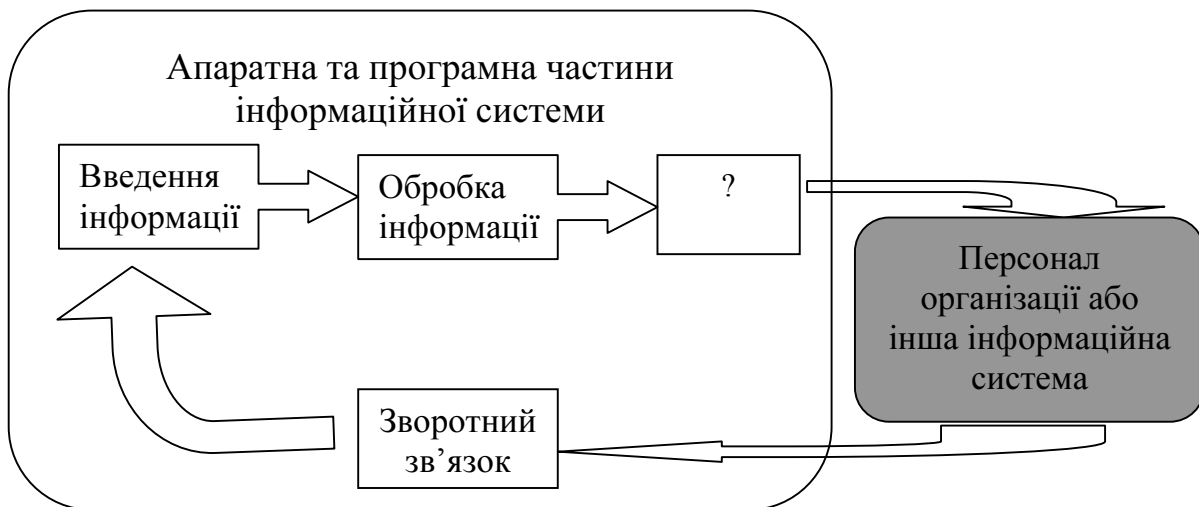 Апаратна та програмна частини
інформаційної системи
Введення
інформації
Обробка
інформації
?
Персонал
організації або
інша інформаційна
система
Зворотний
зв’язок